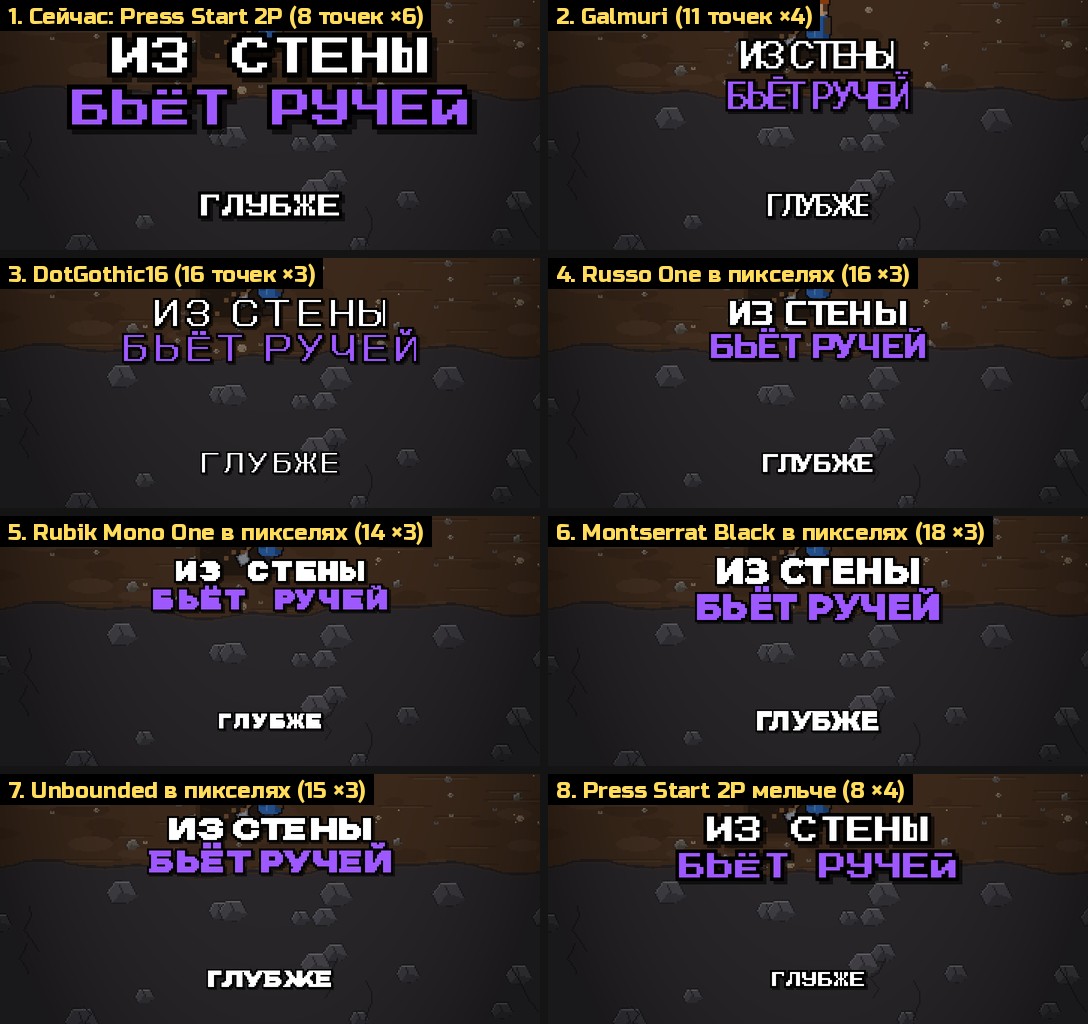 1. Сейчас: Press Start 2P (8 точек ×6)
ИЗ СТЕНЫ
БЬЁТ РУЧЕЙ
ГЛУБЖЕ
2. Galmuri (11 точек ×4)
ИЗ СТЕНЫ
БЬЁТ РУЧЕЙ
ГЛУБЖЕ
3. DotGothic16 (16 точек ×3)
ИЗ СТЕНЫ
БЬЁТ РУЧЕЙ
ГЛУБЖЕ
4. Russo One в пикселях (16 ×3)
ИЗ СТЕНЫ
БЬЁТ РУЧЕЙ
ГЛУБЖЕ
5. Rubik Mono One в пикселях (14 ×3)
ИЗ СТЕНЫ
БЬЁТ РУЧЕЙ
ГЛУБЖЕ
6. Montserrat Black в пикселях (18 ×3)
ИЗ СТЕНЫ
БЬЁТ РУЧЕЙ
ГЛУБЖЕ
7. Unbounded в пикселях (15 ×3)
ИЗ СТЕНЫ
БЬЁТ РУЧЕЙ
ГЛУБЖЕ
8. Press Start 2P мельче (8 ×4)
ИЗ СТЕНЫ
БЬЁТ РУЧЕЙ
ГЛУБЖЕ